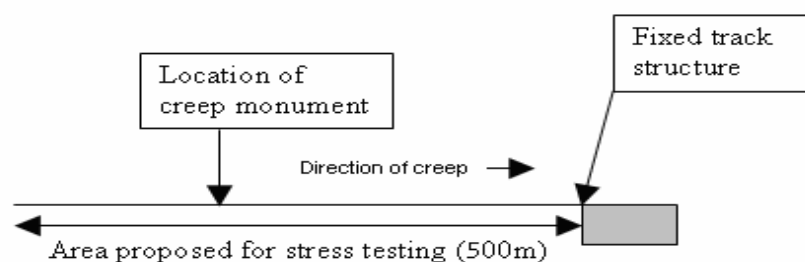 Fixed track
structure
Location of
creep monument
Direction of creep
Area proposed for stress testing (500m)